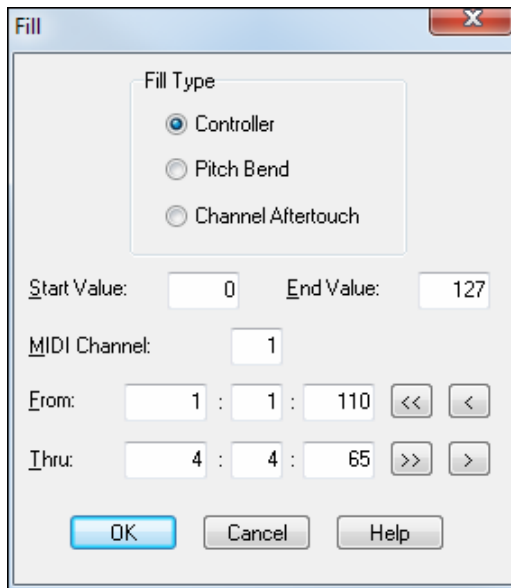 Fill
Fill Type
Controller
Pitch Bend
Channel Aftertouch
Start Value: 0 End Value: 127
MIDI Channel: 1
From: 1 : 1 : 110 << <
Thru: 4 : 4 : 65 >> >
OK Cancel Help